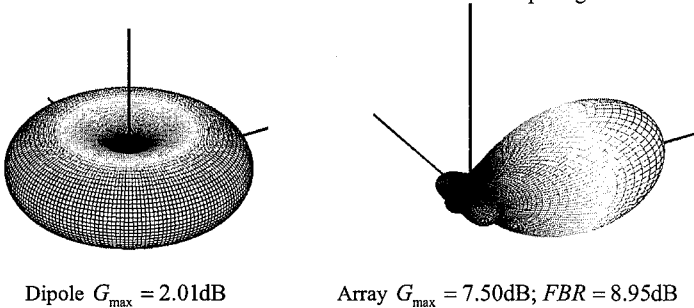 Dipole G_max = 2.01dB
Array G_max = 7.50dB; FBR = 8.95dB